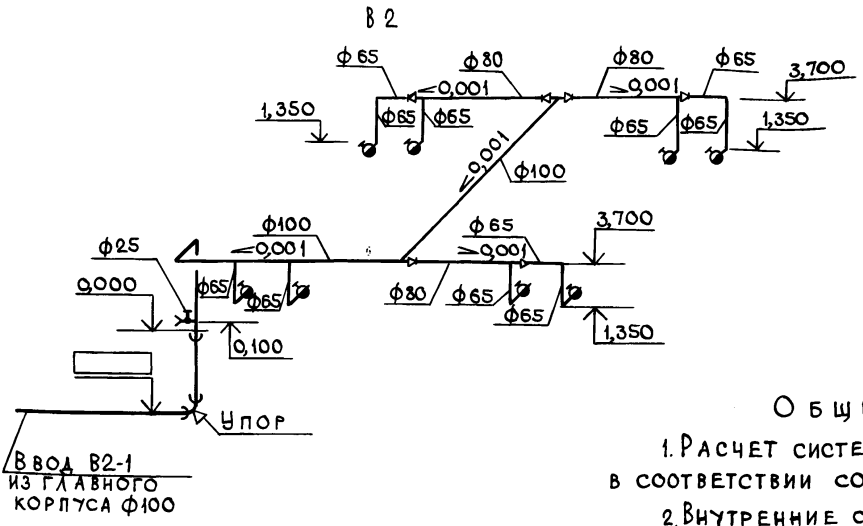 В2
ф65
ф80
ф80
ф65
0,001
0,001
3,700
1,350
ф65
ф65
ф65
ф65
1,350
0,001
ф100
ф100
ф65
3,700
ф25
0,001
0,001
0,000
ф65
ф65
ф80
ф65
ф65
0,100
1,350
Упор
Ввод В2-1
из главного
корпуса ф100
Общ
1. Расчет систе
в соответствии со
2. Внутренние с